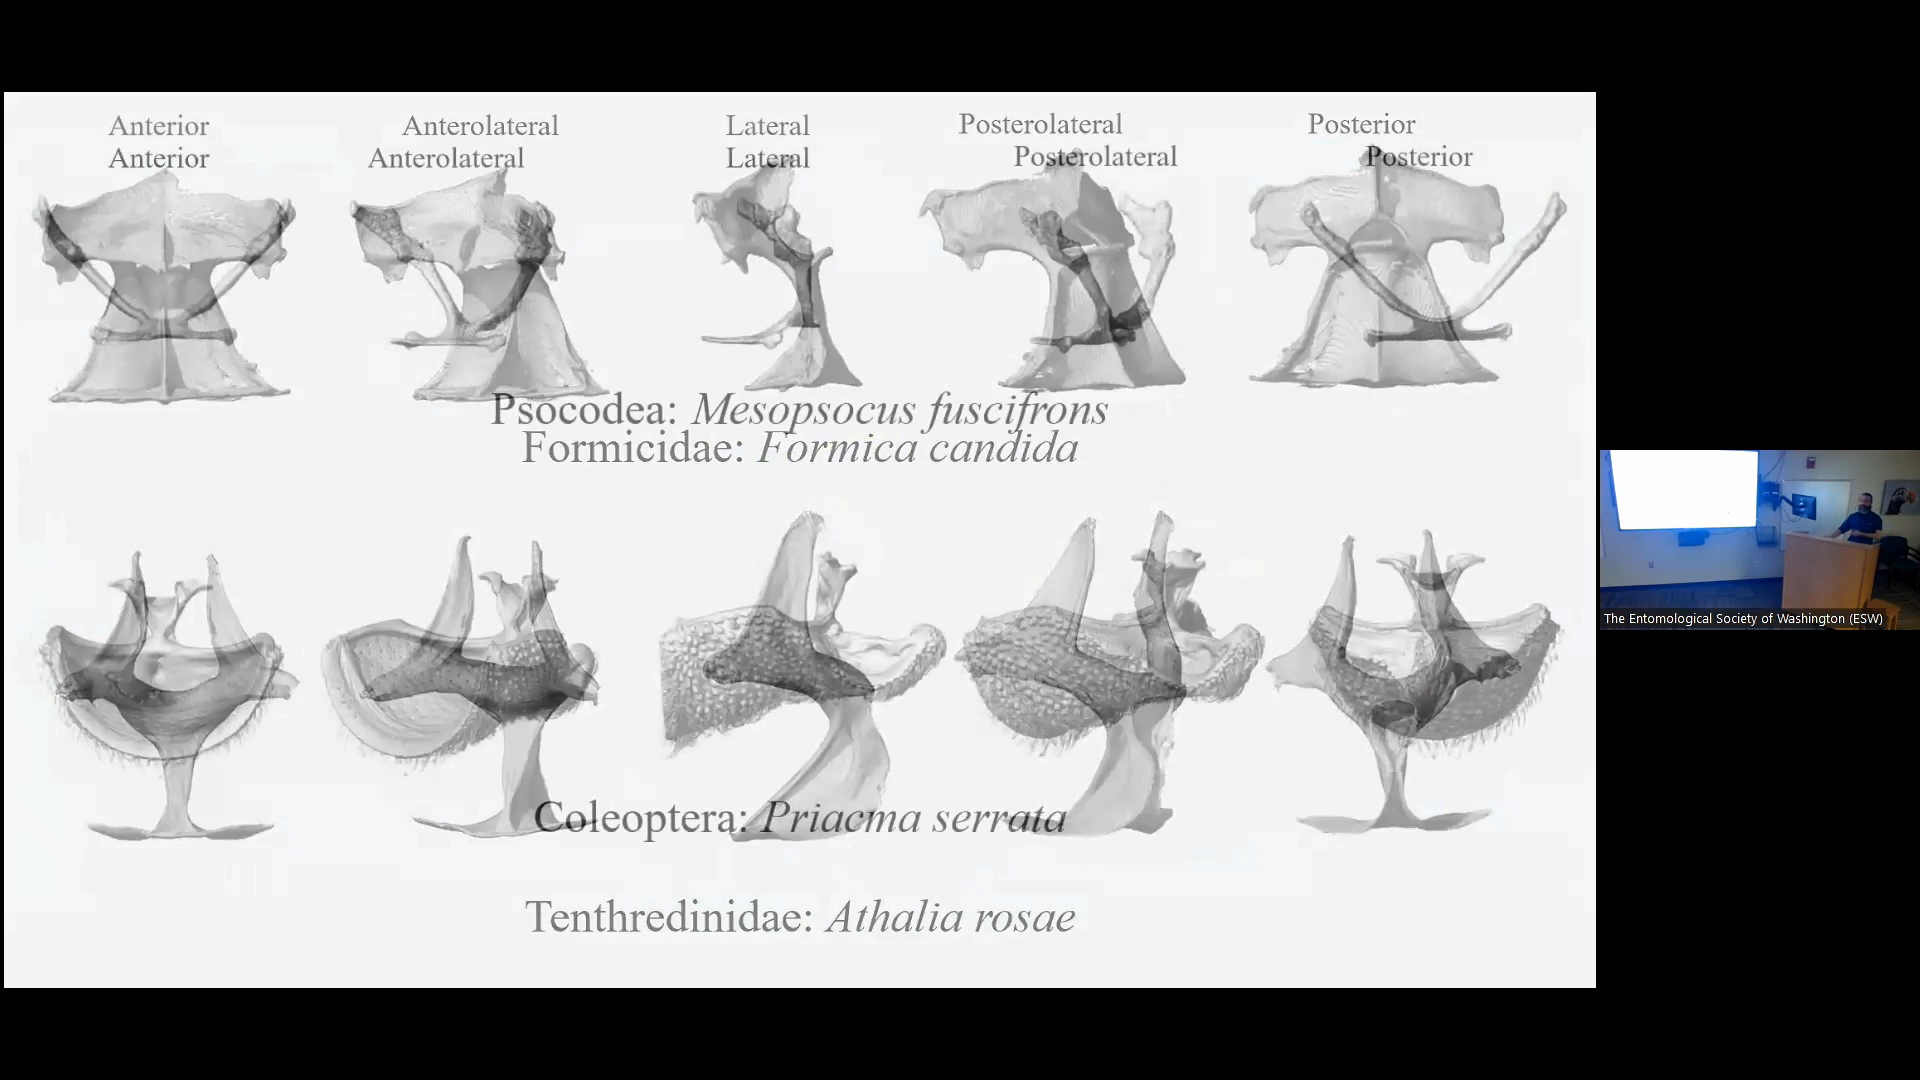 Anterior Anterolateral Lateral Posterolateral Posterior
Anterior Anterolateral Lateral Posterolateral Posterior
Psocodea: Mesopsocus fuscifrons
Formicidae: Formica candida
The Entomological Society of Washington (ESW)
Coleoptera: Priacma serrata
Tenthredinidae: Athalia rosae